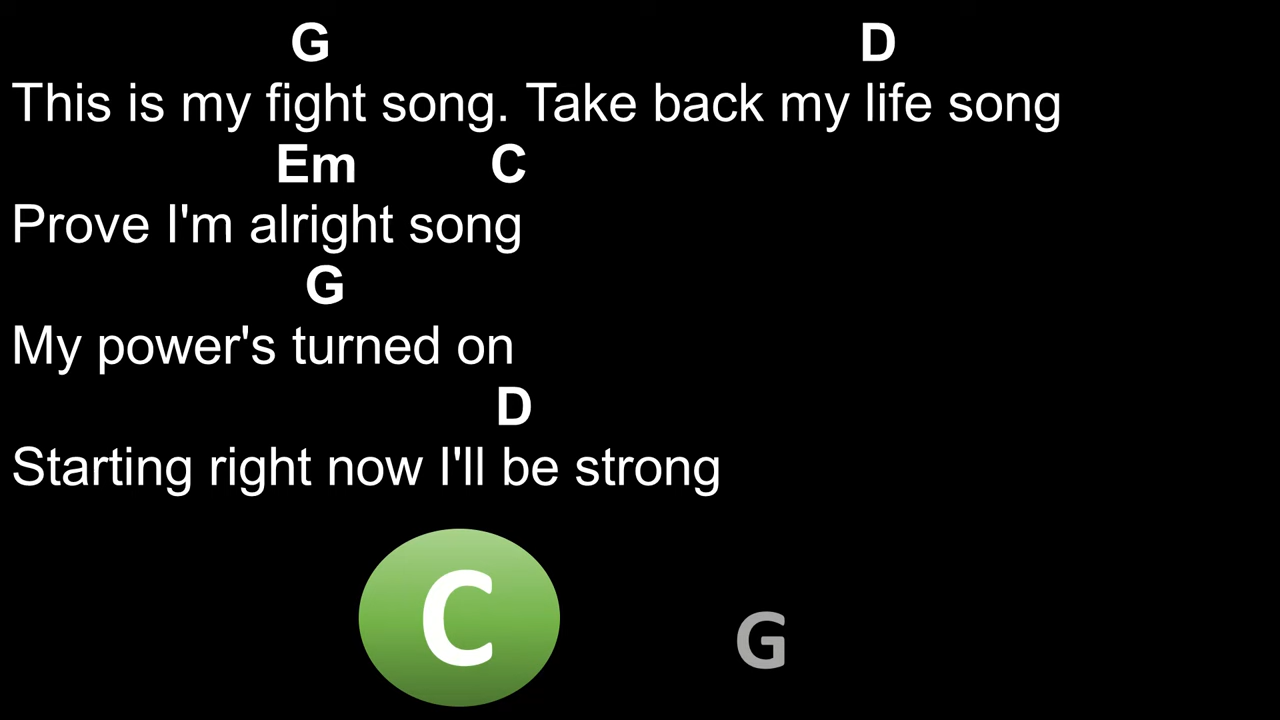 G D
This is my fight song. Take back my life song
Em C
Prove I'm alright song
G
My power's turned on
D
Starting right now I'll be strong
C G